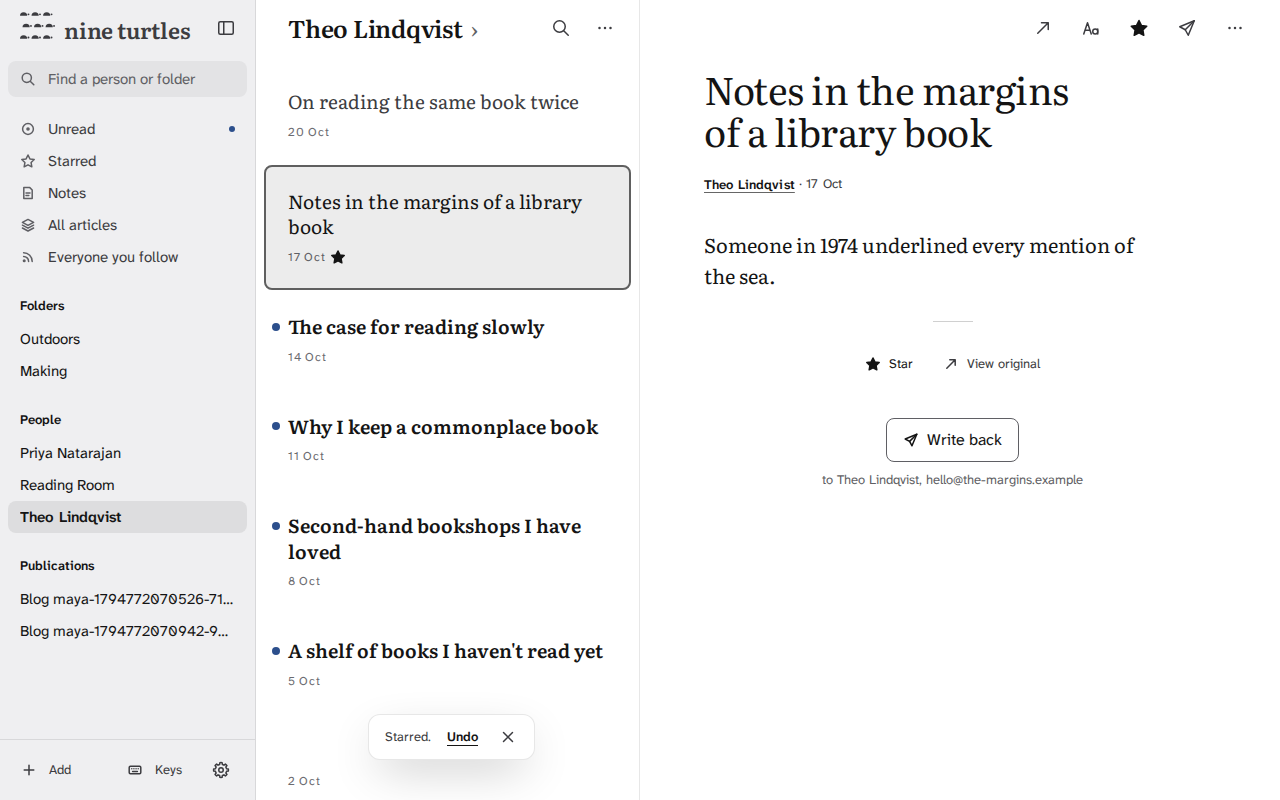 nine turtles
Find a person or folder
Unread
Starred
Notes
All articles
Everyone you follow
Folders
Outdoors
Making
People
Priya Natarajan
Reading Room
Theo Lindqvist
Publications
Blog maya-1794772070526-71...
Blog maya-1794772070942-9...
Add
Keys
Theo Lindqvist ›
On reading the same book twice
20 Oct
Notes in the margins of a library
book
17 Oct
The case for reading slowly
14 Oct
Why I keep a commonplace book
11 Oct
Second-hand bookshops I have
loved
8 Oct
A shelf of books I haven't read yet
5 Oct
2 Oct
Starred. Undo
Aa
Notes in the margins
of a library book
Theo Lindqvist · 17 Oct
Someone in 1974 underlined every mention of
the sea.
Star
View original
Write back
to Theo Lindqvist, hello@the-margins.example